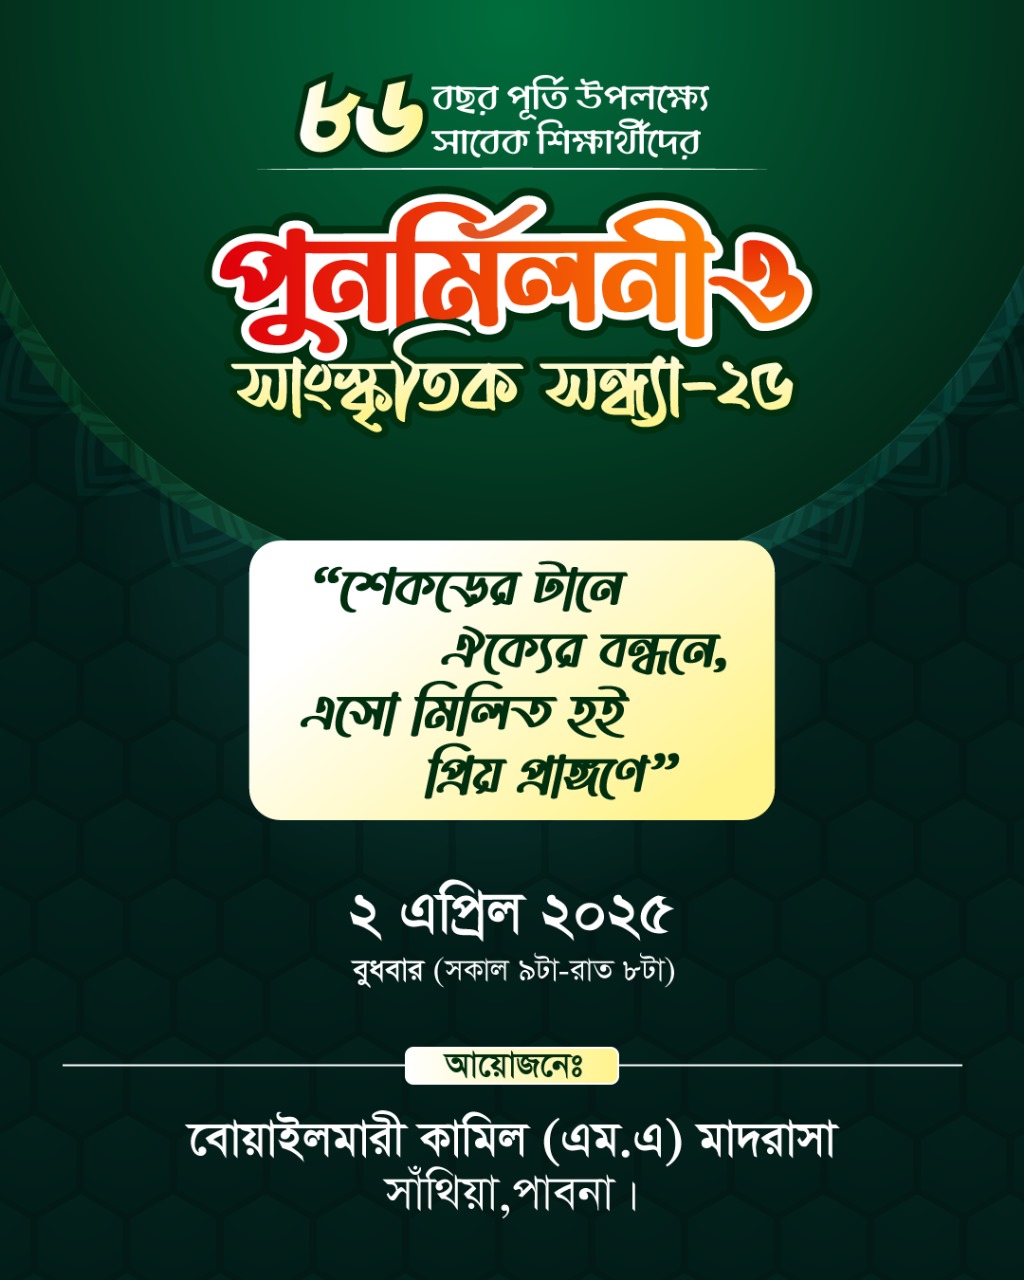 ৮৬ বছর পূর্তি উপলক্ষ্যে
সাবেক শিক্ষার্থীদের
পুনর্মিলনী ও
সাংস্কৃতিক সন্ধ্যা-২৫
“শেকড়ের টানে
ঐক্যের বন্ধনে,
এসো মিলিত হই
প্রিয় প্রাঙ্গণে”
২ এপ্রিল ২০২৫
বুধবার (সকাল ৯টা-রাত ৮টা)
আয়োজনেঃ
বোয়াইলমারী কামিল (এম.এ) মাদরাসা
সাঁথিয়া,পাবনা।